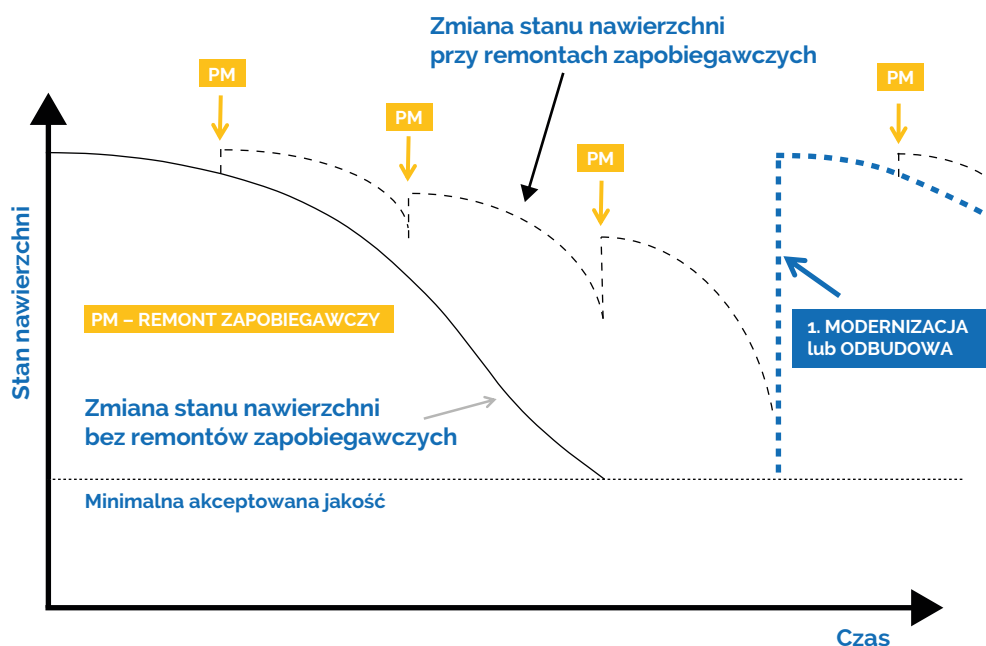 Zmiana stanu nawierzchni
przy remontach zapobiegawczych
PM
PM
PM
PM
Stan nawierzchni
PM – REMONT ZAPOBIEGAWCZY
1. MODERNIZACJA
lub ODBUDOWA
Zmiana stanu nawierzchni
bez remontów zapobiegawczych
Minimalna akceptowana jakość
Czas